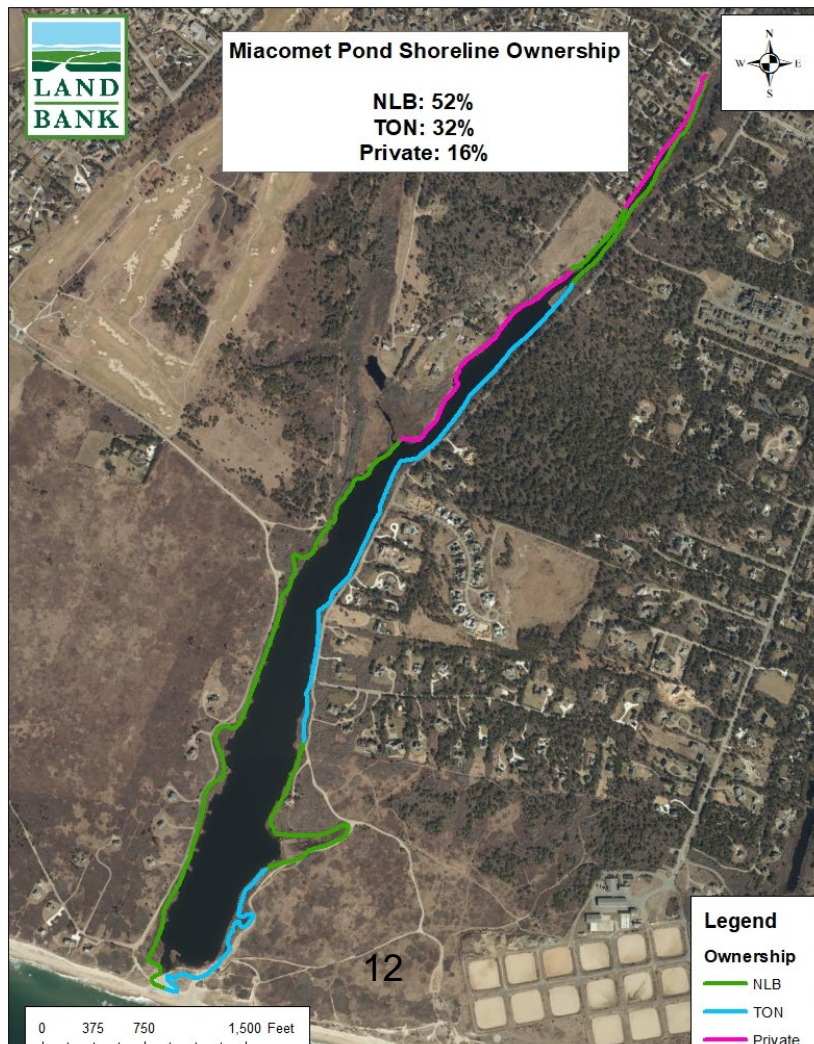 LAND
BANK
Miacomet Pond Shoreline Ownership
NLB: 52%
TON: 32%
Private: 16%
N
W E
S
12
Legend
Ownership
NLB
TON
Private
0 375 750 1,500 Feet